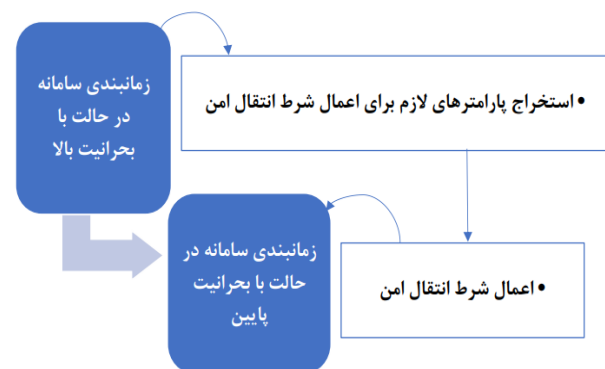 زمانبندی سامانه
در حالت با
بحرانیت بالا
• استخراج پارامترهای لازم برای اعمال شرط انتقال امن
زمانبندی سامانه در
حالت با بحرانیت
پایین
• اعمال شرط انتقال امن